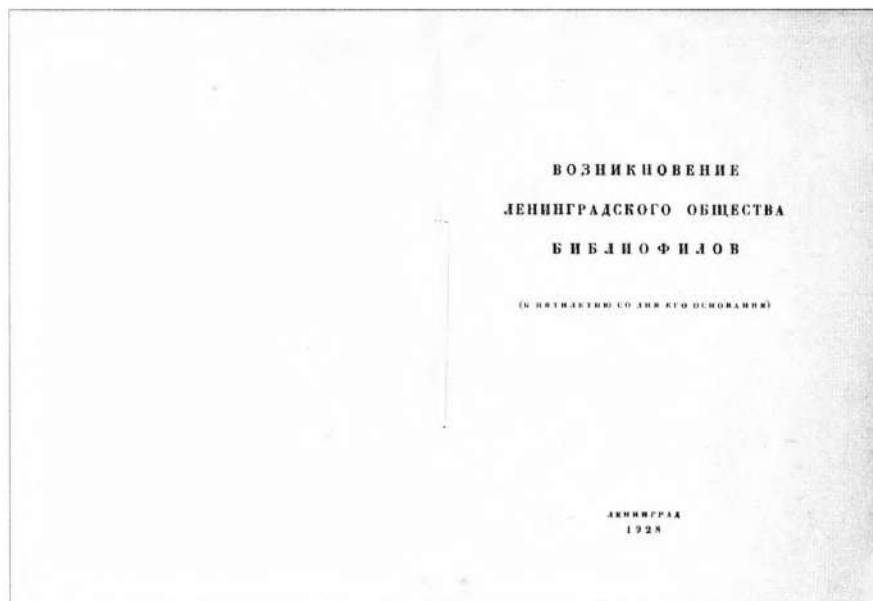 ВОЗНИКНОВЕНИЕ
ЛЕНИНГРАДСКОГО ОБЩЕСТВА
БИБЛИОФИЛОВ
(К ПЯТИЛЕТИЮ СО ДНЯ ЕГО ОСНОВАНИЯ)
ЛЕНИНГРАД
1928